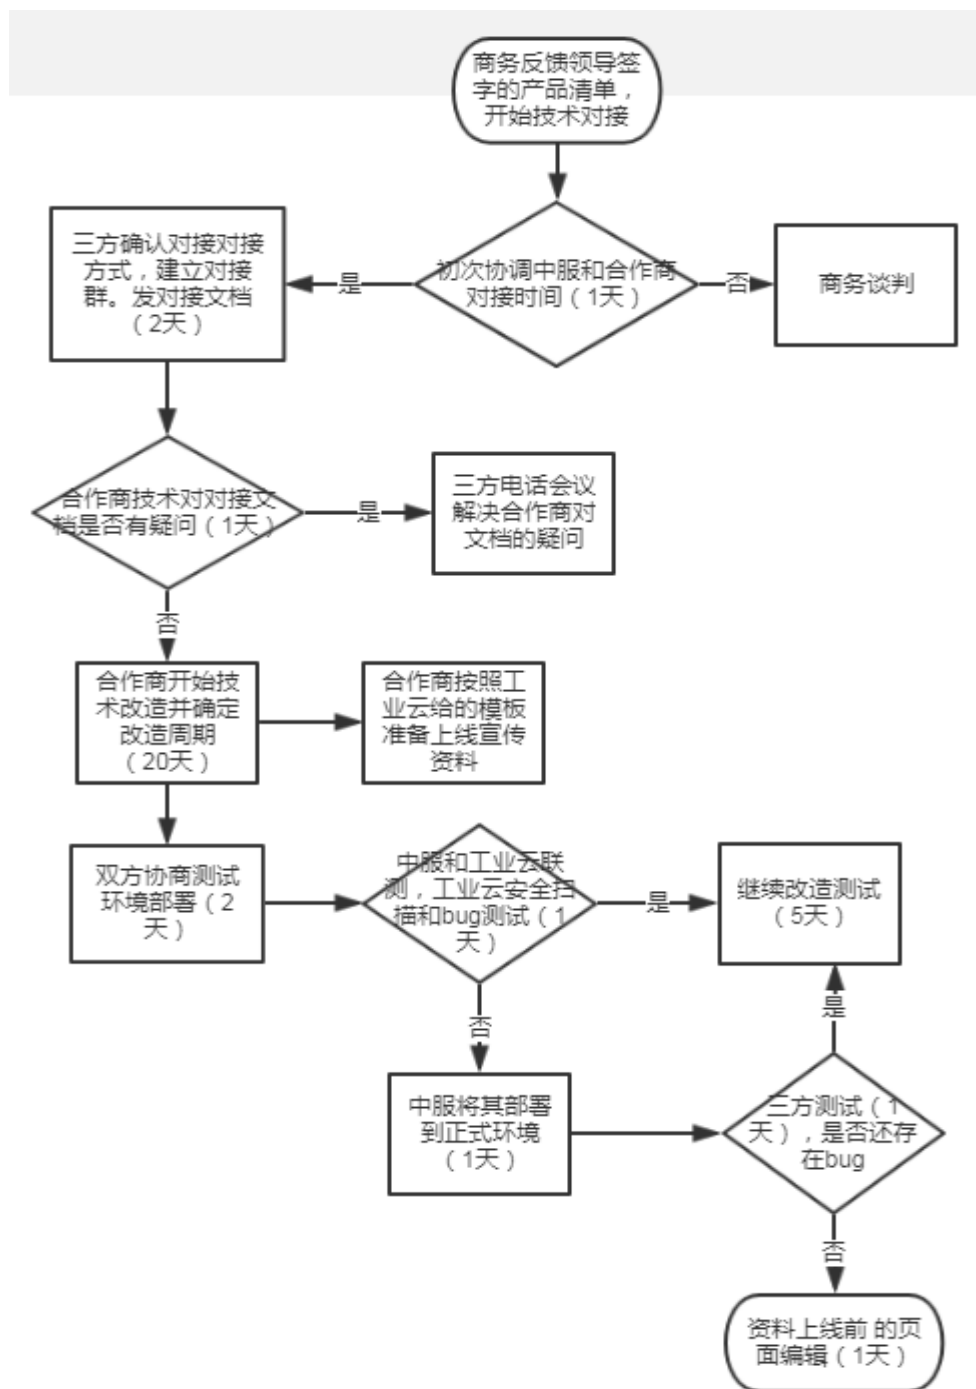 商务反馈领导签
字的产品清单，
开始技术对接
三方确认对接对接
方式，建立对接
群。发对接文档
（2天）
是
初次协调中服和合作商
对接时间（1天）
否
商务谈判
合作商技术对对接文
档是否有疑问（1天）
是
三方电话会议
解决合作商对
文档的疑问
否
合作商开始技
术改造并确定
改造周期
（20天）
合作商按照工
业云给的模板
准备上线宣传
资料
双方协商测试
环境部署（2
天）
中服和工业云联
测，工业云安全扫
描和bug测试（1
天）
是
继续改造测试
（5天）
否
是
中服将其部署
到正式环境
（1天）
三方测试（1
天），是否还存
在bug
否
资料上线前 的页
面编辑（1天）